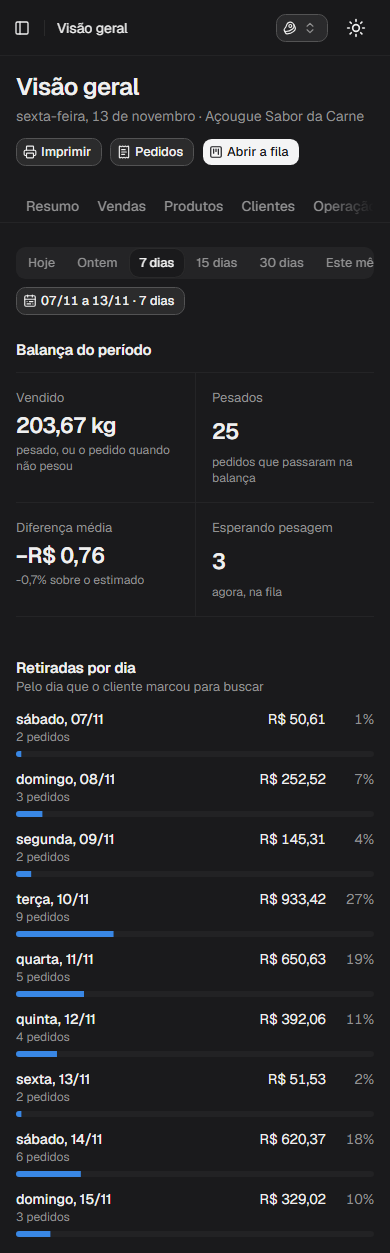 Visão geral
Visão geral
sexta-feira, 13 de novembro · Açougue Sabor da Carne
Imprimir
Pedidos
Abrir a fila
Resumo Vendas Produtos Clientes Operaçã
Hoje Ontem 7 dias 15 dias 30 dias Este mê
07/11 a 13/11 · 7 dias
Balança do período
Vendido
203,67 kg
pesado, ou o pedido quando
não pesou
Pesados
25
pedidos que passaram na
balança
Diferença média
−R$ 0,76
-0,7% sobre o estimado
Esperando pesagem
3
agora, na fila
Retiradas por dia
Pelo dia que o cliente marcou para buscar
sábado, 07/11 R$ 50,61 1%
2 pedidos
domingo, 08/11 R$ 252,52 7%
3 pedidos
segunda, 09/11 R$ 145,31 4%
2 pedidos
terça, 10/11 R$ 933,42 27%
9 pedidos
quarta, 11/11 R$ 650,63 19%
5 pedidos
quinta, 12/11 R$ 392,06 11%
4 pedidos
sexta, 13/11 R$ 51,53 2%
2 pedidos
sábado, 14/11 R$ 620,37 18%
6 pedidos
domingo, 15/11 R$ 329,02 10%
3 pedidos